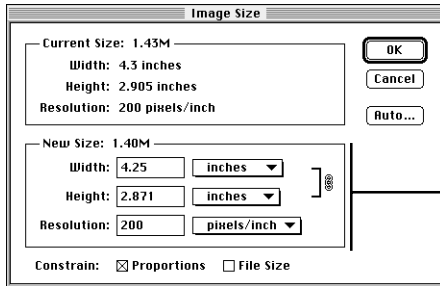 Image Size
Current Size: 1.43M
Width: 4.3 inches
Height: 2.905 inches
Resolution: 200 pixels/inch
OK
Cancel
Auto...
New Size: 1.40M
Width: 4.25 inches
Height: 2.871 inches
Resolution: 200 pixels/inch
Constrain: Proportions File Size